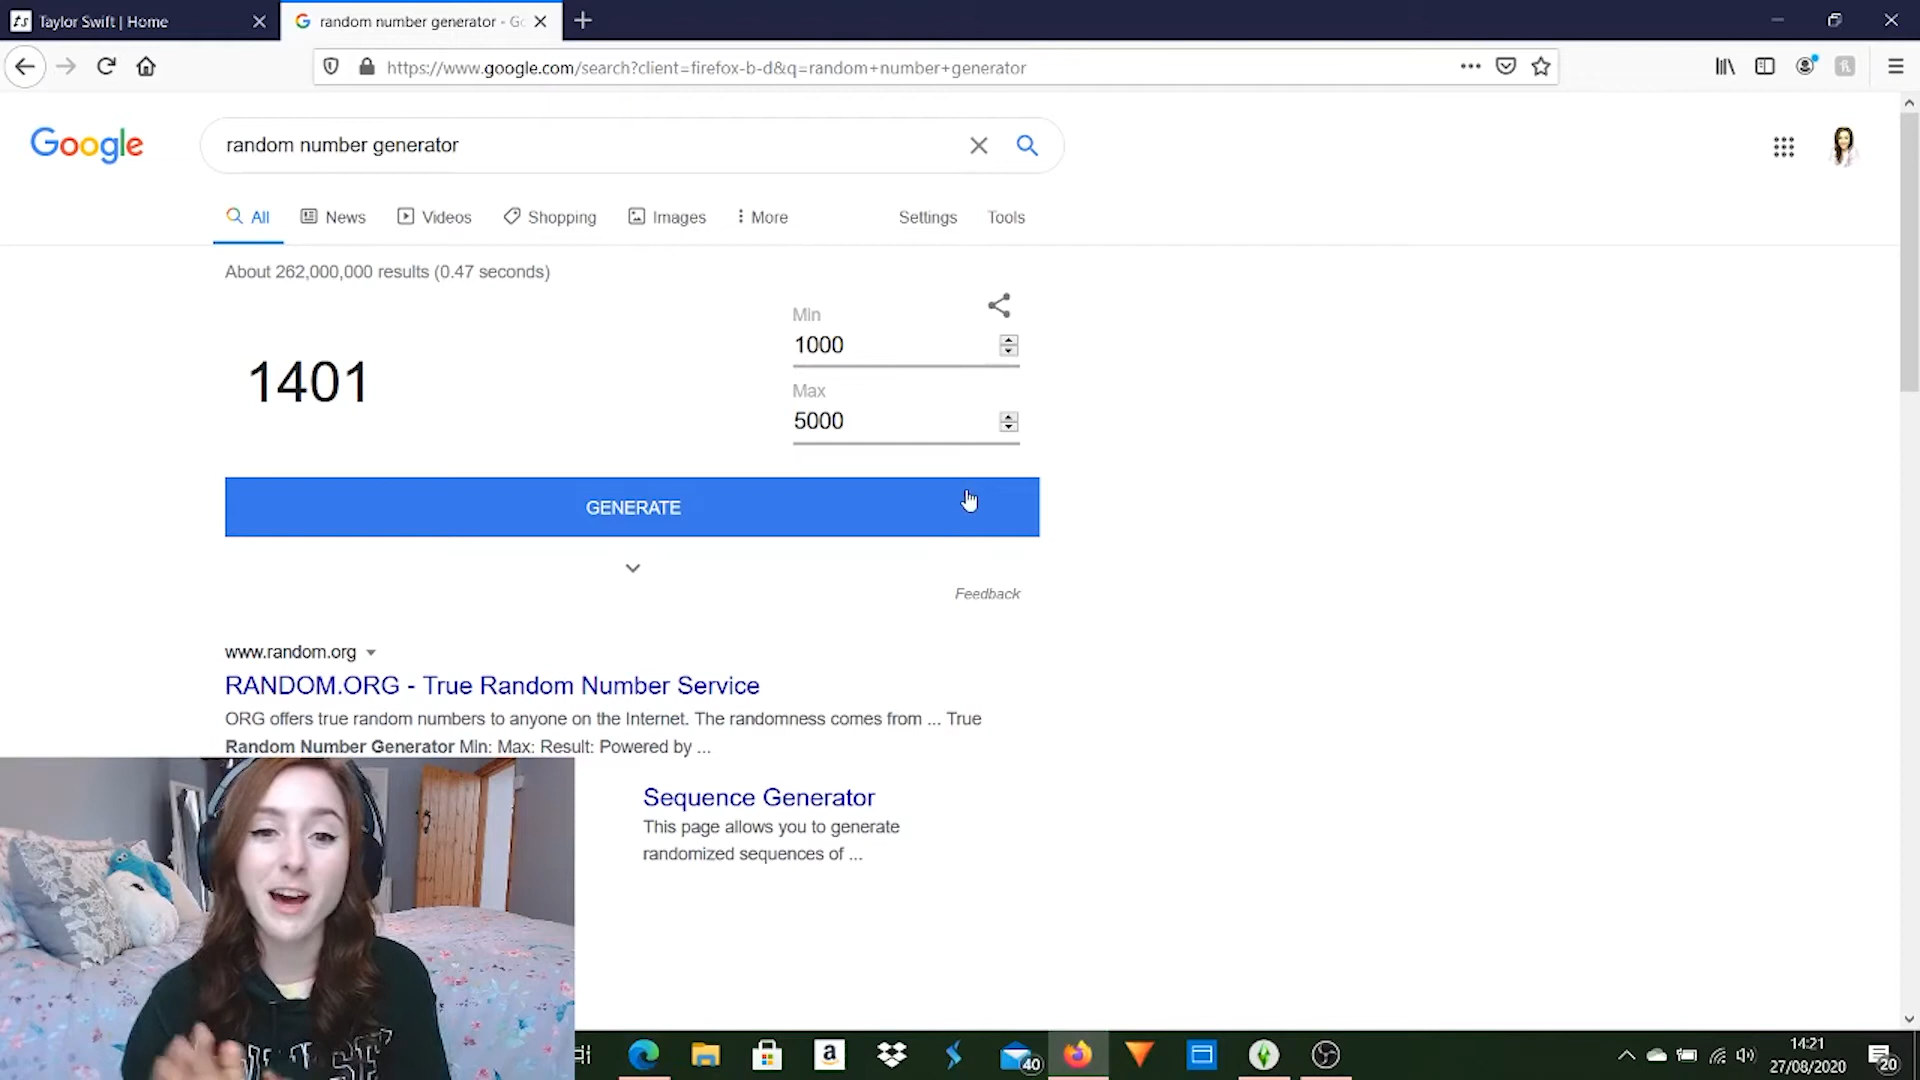 ts Taylor Swift | Home
random number generator - Go
https://www.google.com/search?client=firefox-b-d&q=random+number+generator
Google
random number generator
All News Videos Shopping Images More Settings Tools
About 262,000,000 results (0.47 seconds)
Min
1000
1401
Max
5000
GENERATE
Feedback
www.random.org
RANDOM.ORG - True Random Number Service
ORG offers true random numbers to anyone on the Internet. The randomness comes from ... True
Random Number Generator Min: Max: Result: Powered by ...
Sequence Generator
This page allows you to generate
randomized sequences of ...
a
40
14:21
27/08/2020
20